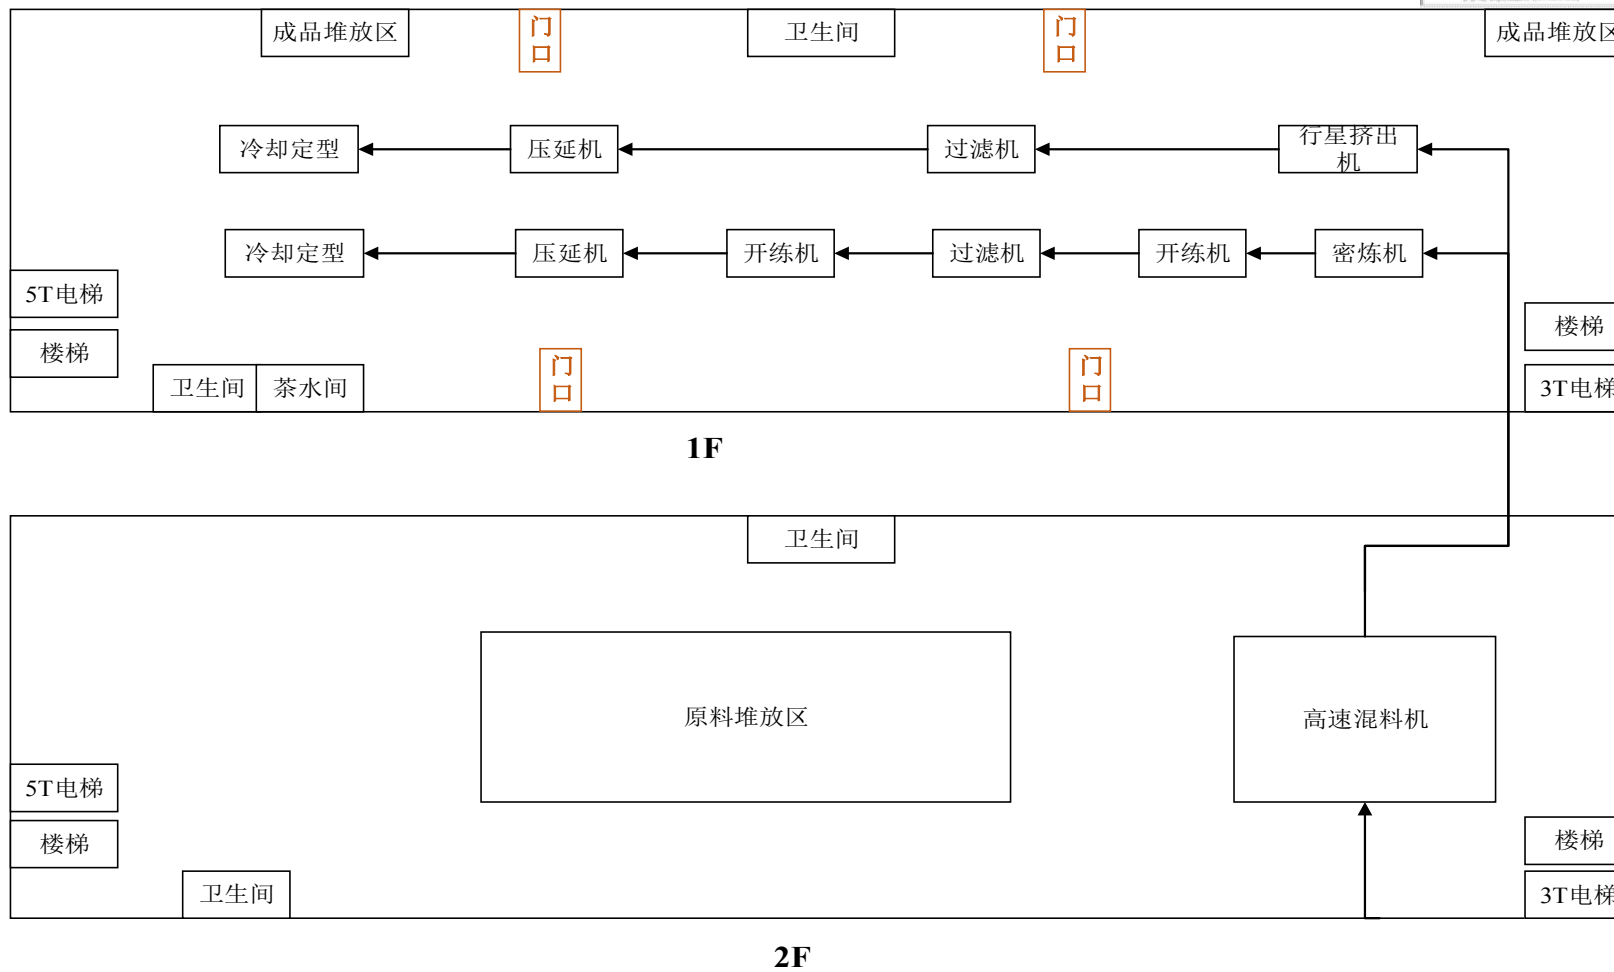 成品堆放区
门
口
卫生间
门
口
成品堆放区
冷却定型
压延机
过滤机
行星挤出
机
冷却定型
压延机
开练机
过滤机
开练机
密炼机
5T电梯
楼梯
楼梯
卫生间
茶水间
门
口
门
口
3T电梯
1F
卫生间
原料堆放区
高速混料机
5T电梯
楼梯
楼梯
卫生间
3T电梯
2F